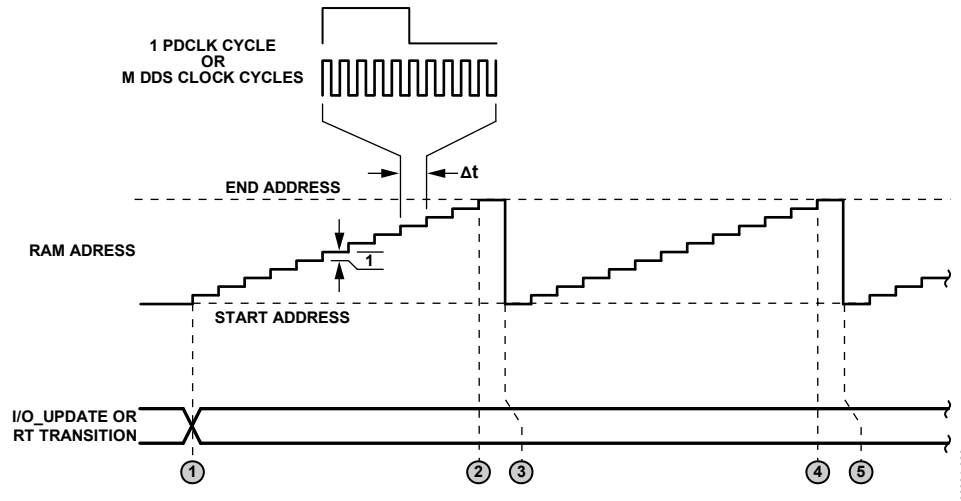 1 PDCLK CYCLE
OR
M DDS CLOCK CYCLES
Δt
END ADDRESS
RAM ADRESS
1
START ADDRESS
I/O_UPDATE OR
RT TRANSITION
1 2 3 4 5